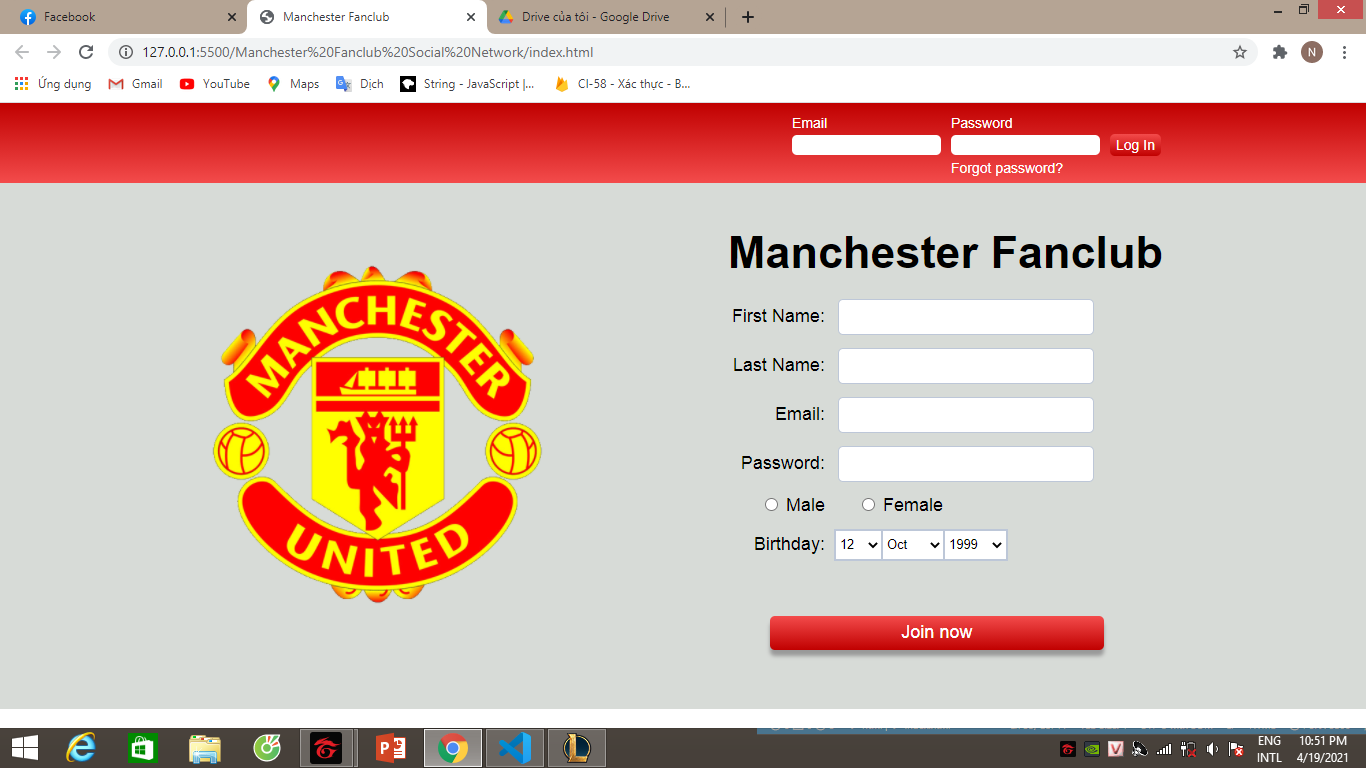 Facebook
Manchester Fanclub
Drive của tôi - Google Drive
127.0.0.1:5500/Manchester%20Fanclub%20Social%20Network/index.html
N
Ứng dụng
Gmail
YouTube
Maps
Dịch
String - JavaScript |...
CI-58 - Xác thực - B...
Email
Password
Log In
Forgot password?
Manchester Fanclub
MANCHESTER
UNITED
First Name:
Last Name:
Email:
Password:
Male
Female
Birthday:
12
Oct
1999
Join now
ENG
10:51 PM
INTL
4/19/2021